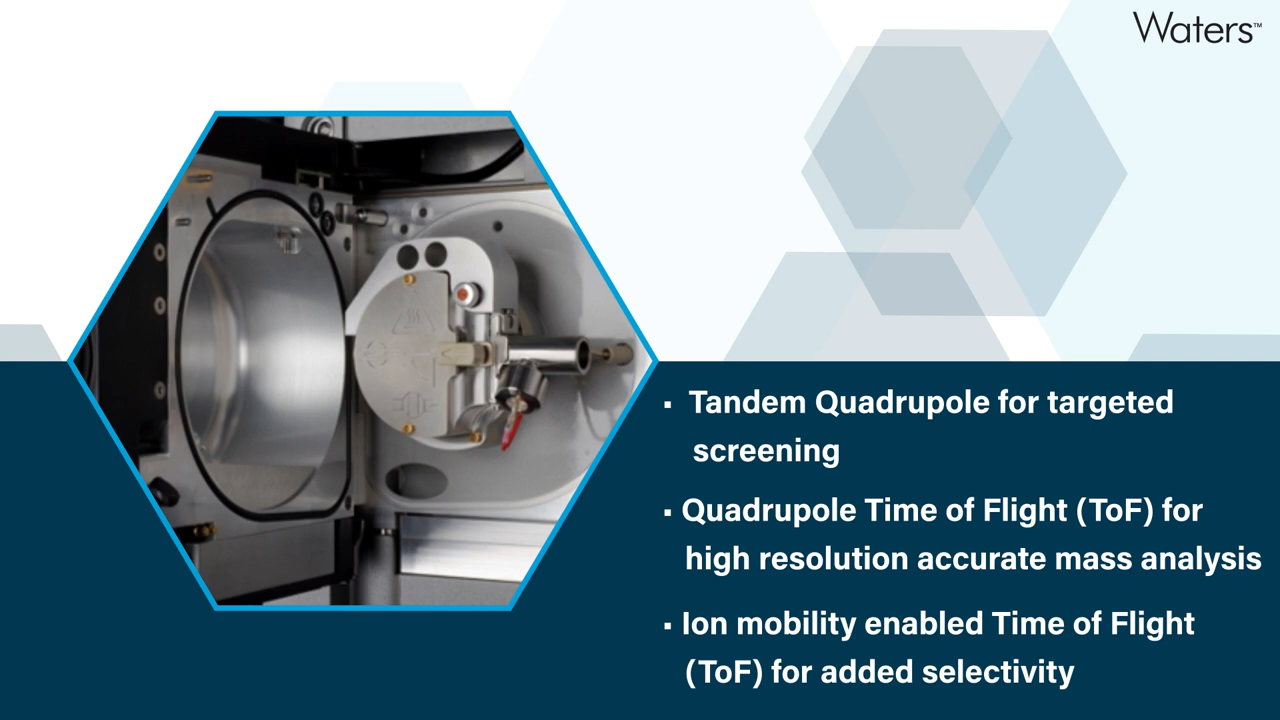 Waters™
▪ Tandem Quadrupole for targeted
screening
▪ Quadrupole Time of Flight (ToF) for
high resolution accurate mass analysis
▪ Ion mobility enabled Time of Flight
(ToF) for added selectivity